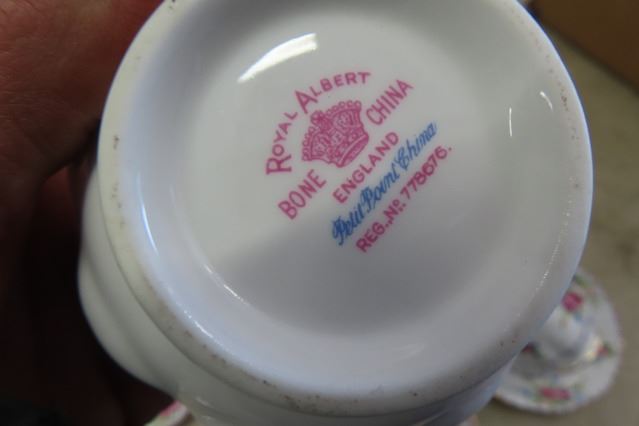 ROYAL ALBERT
BONE CHINA
ENGLAND
Petit Point China
REG. No. 778676.